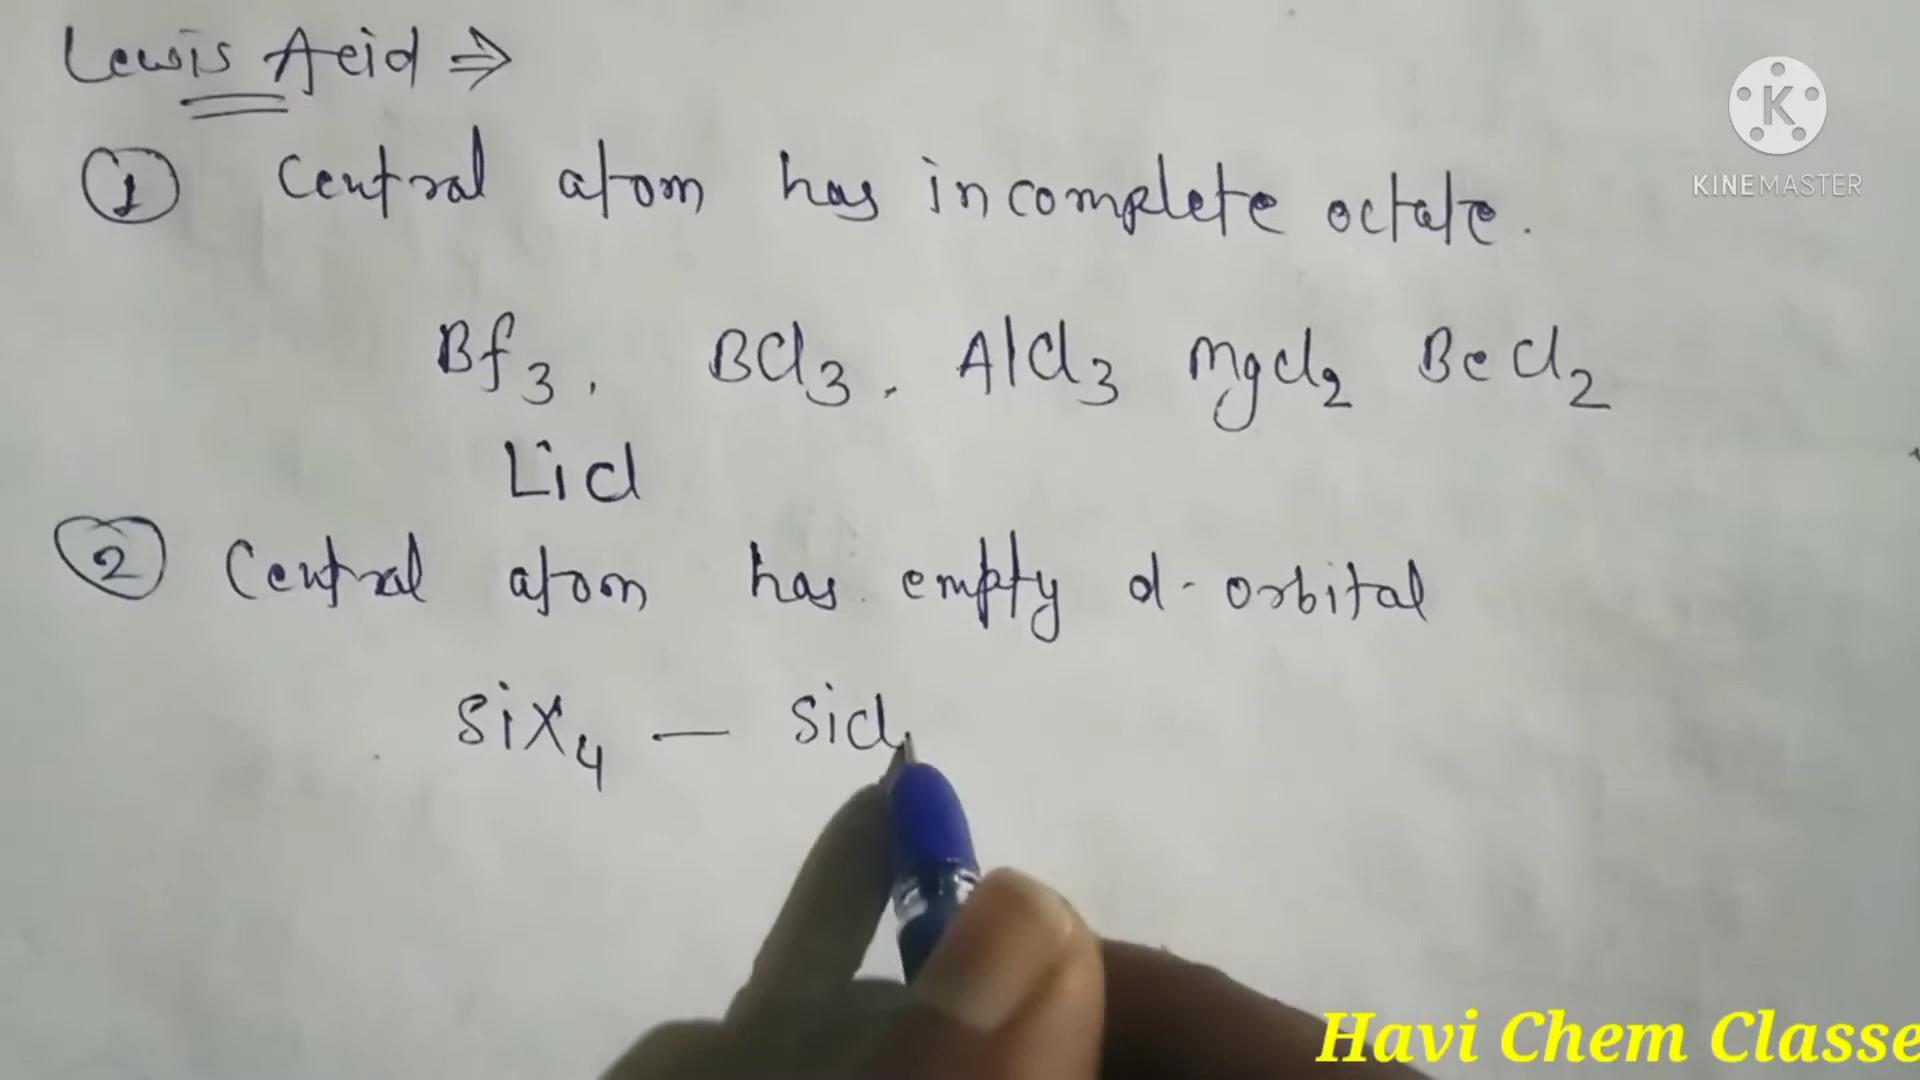 Lewis Acid ⇒
KINEMASTER
① Central atom has incomplete octate.
Bf₃, BCl₃, AlCl₃ MgCl₂ BeCl₂
LiCl
② Central atom has empty d-orbital
SiX₄ — SiCl
Havi Chem Classe